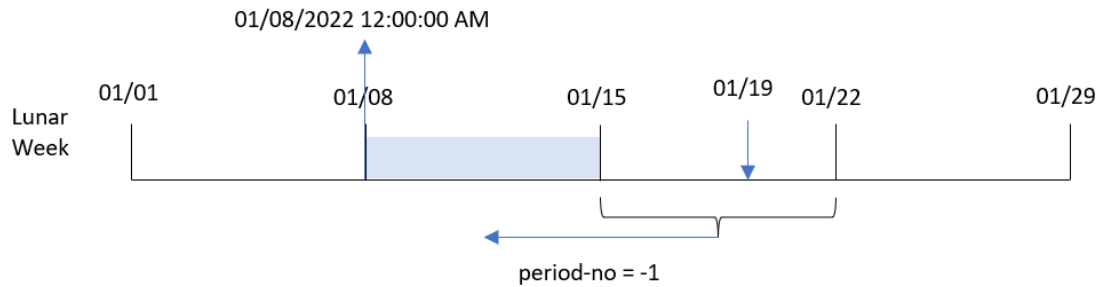 01/08/2022 12:00:00 AM
01/01
01/08
01/15
01/19
01/22
01/29
Lunar
Week
period-no = -1